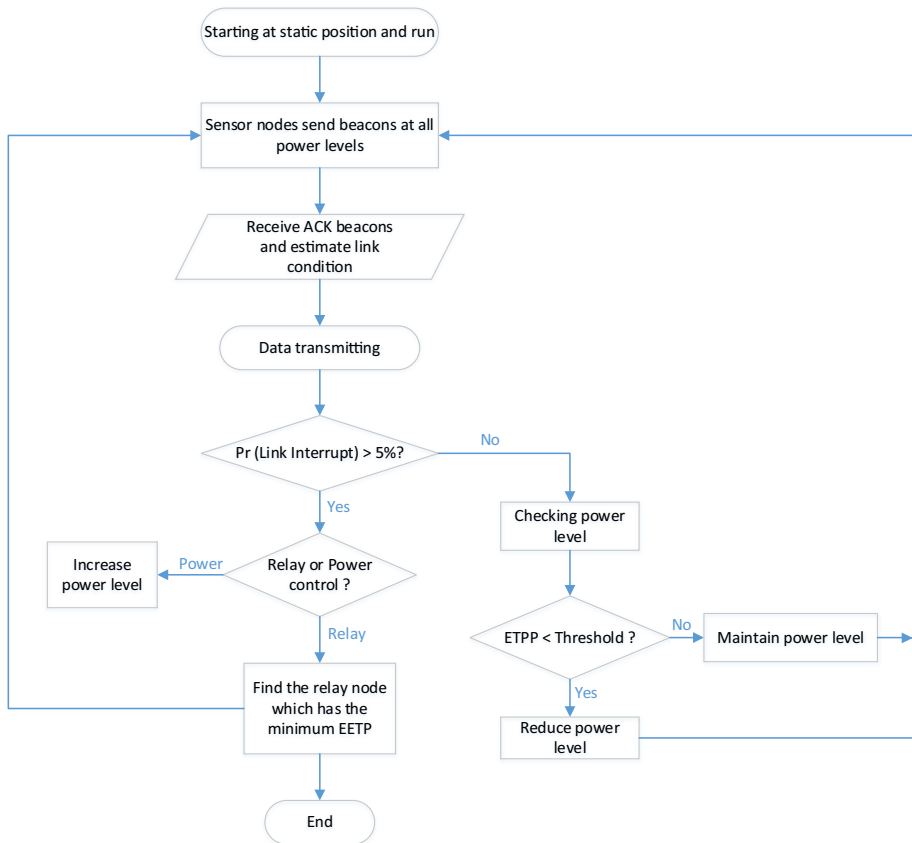 Starting at static position and run
Sensor nodes send beacons at all
power levels
Receive ACK beacons
and estimate link
condition
Data transmitting
Pr (Link Interrupt) > 5%?
No
Yes
Checking power
level
Increase
power level
Power
Relay or Power
control ?
Relay
ETPP < Threshold ?
No
Maintain power level
Yes
Find the relay node
which has the
minimum EETP
Reduce power
level
End